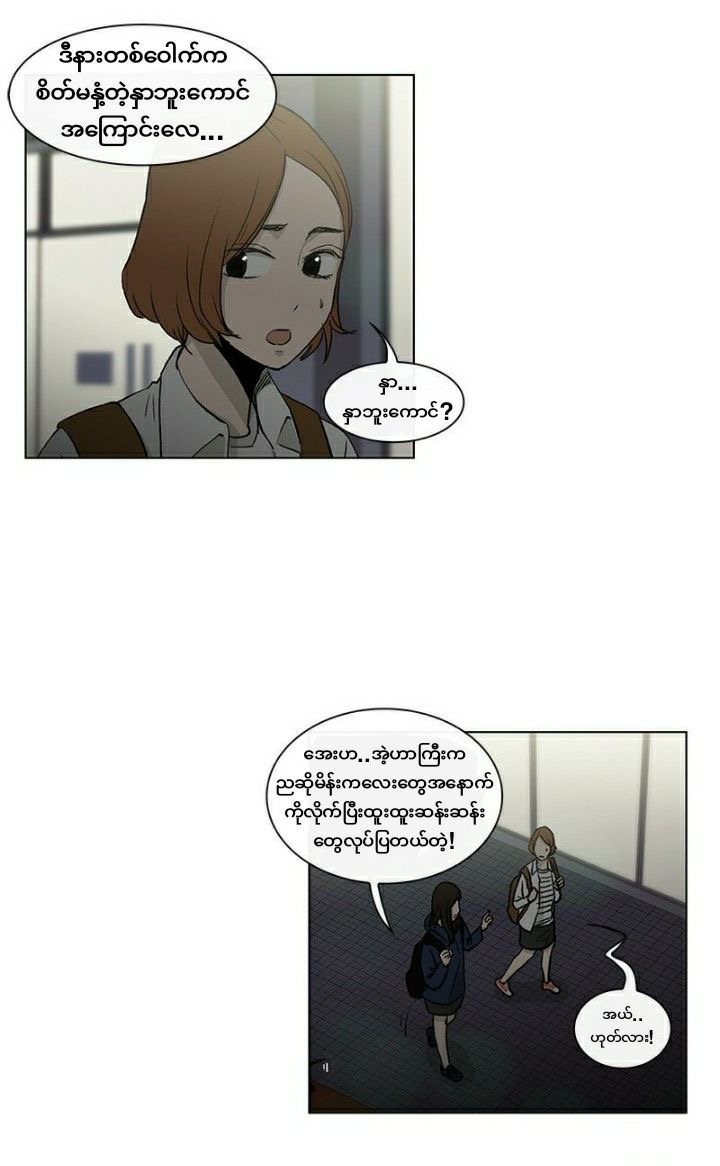 ဒီနားတစ်ဝေါက်က
စိတ်မနှံ့တဲ့နှာဘူးကောင်
အကြောင်းလေ...
နှာ...
နှာဘူးကောင်?
အေးဟ..အဲ့ဟာကြီးက
ညဆိုမိန်းကလေးတွေအနောက်
ကိုလိုက်ပြီးထူးထူးဆန်းဆန်း
တွေလုပ်ပြတယ်တဲ့!
အယ်..
ဟုတ်လား!